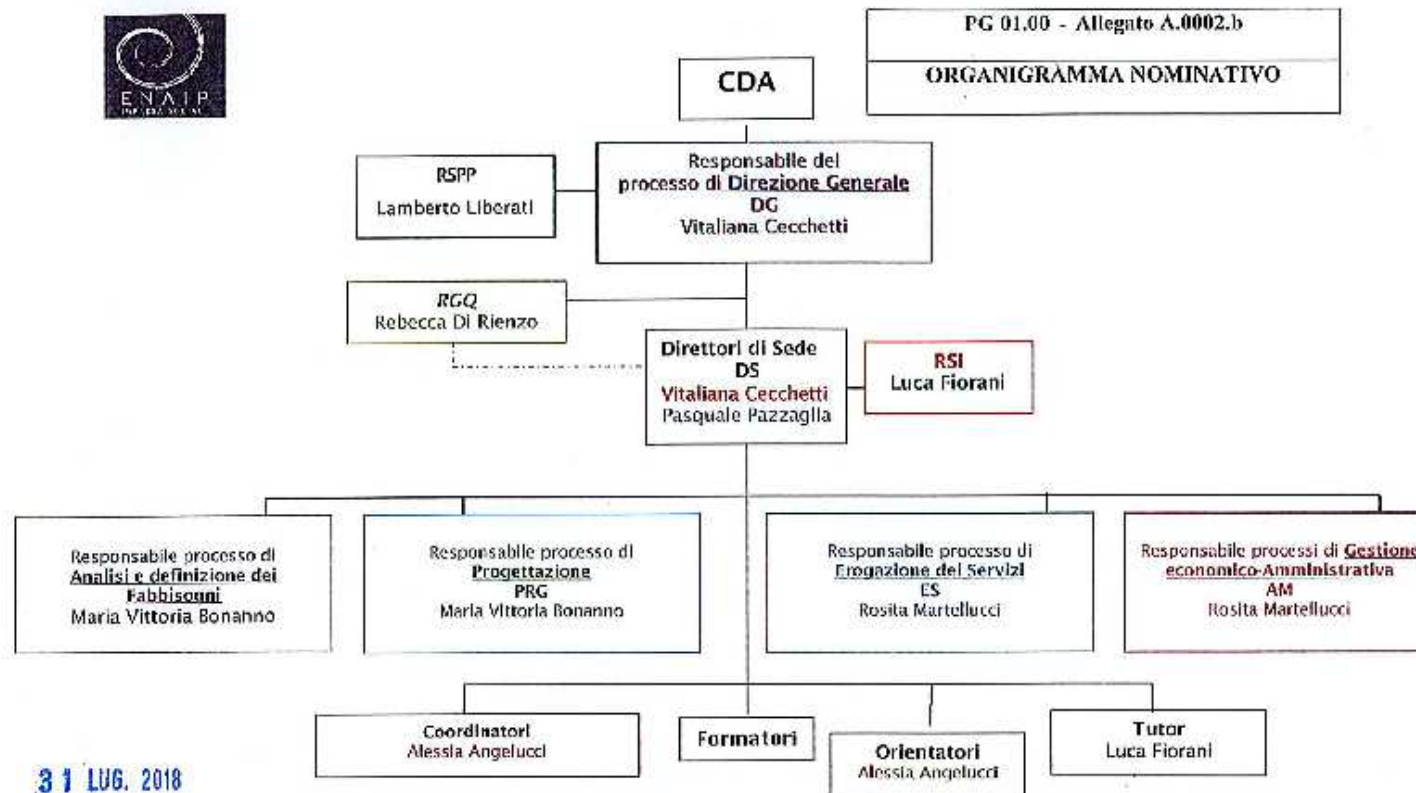 ENAIP
PG 01.00 - Allegato A.0002.b
ORGANIGRAMMA NOMINATIVO
CDA
RSPP
Lamberto Liberati
Responsabile del
processo di Direzione Generale
DG
Vitaliana Cecchetti
RGQ
Rebecca Di Rienzo
Direttori di Sede
DS
Vitaliana Cecchetti
Pasquale Pazzaglia
RSI
Luca Fiorani
Responsabile processo di
Analisi e definizione dei
Fabbisogni
Maria Vittoria Bonanno
Responsabile processo di
Progettazione
PRG
Maria Vittoria Bonanno
Responsabile processo di
Erogazione dei Servizi
ES
Rosita Martellucci
Responsabile processi di Gestione
economico-Amministrativa
AM
Rosita Martellucci
Coordinatori
Alessia Angelucci
Formatori
Orientatori
Alessia Angelucci
Tutor
Luca Fiorani
31 LUG. 2018